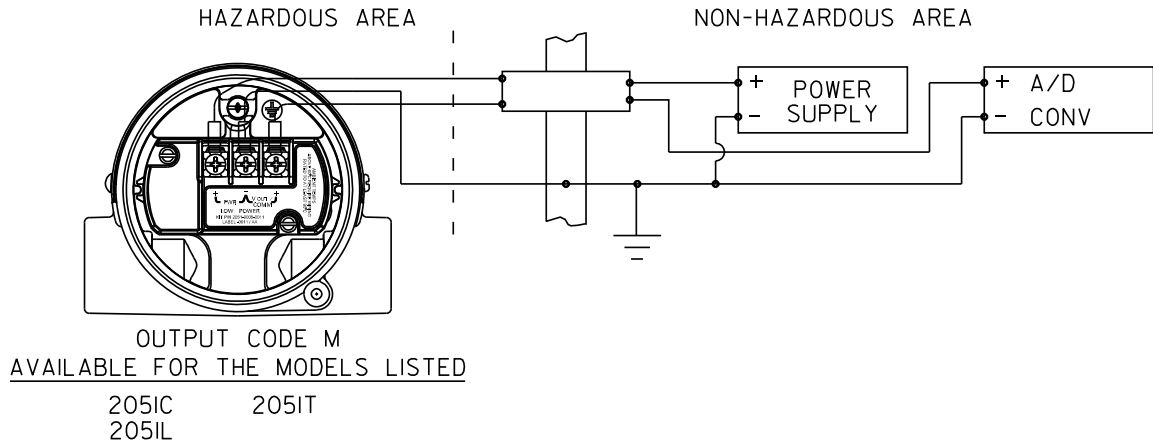 HAZARDOUS AREA
NON-HAZARDOUS AREA
+ POWER
- SUPPLY
+ A/D
- CONV
+ - +
PWR V OUT
COMM
LOW POWER
OUTPUT CODE M
AVAILABLE FOR THE MODELS LISTED
2051C 2051T
2051L